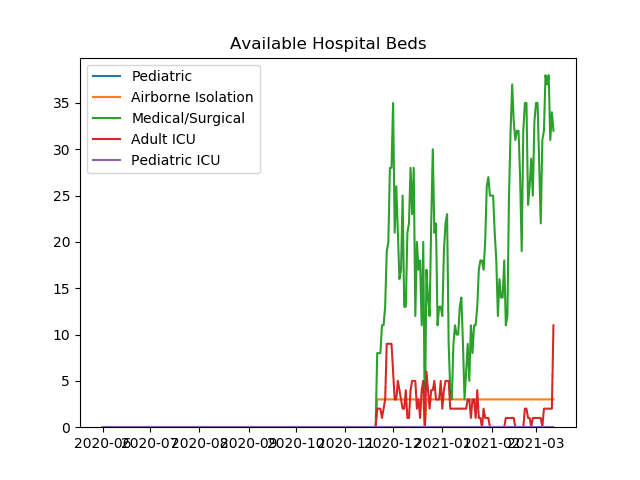 Available Hospital Beds
Pediatric
Airborne Isolation
Medical/Surgical
Adult ICU
Pediatric ICU
35
30
25
20
15
10
5
0
2020-06 2020-07 2020-08 2020-09 2020-10 2020-11 2020-12 2021-01 2021-02 2021-03